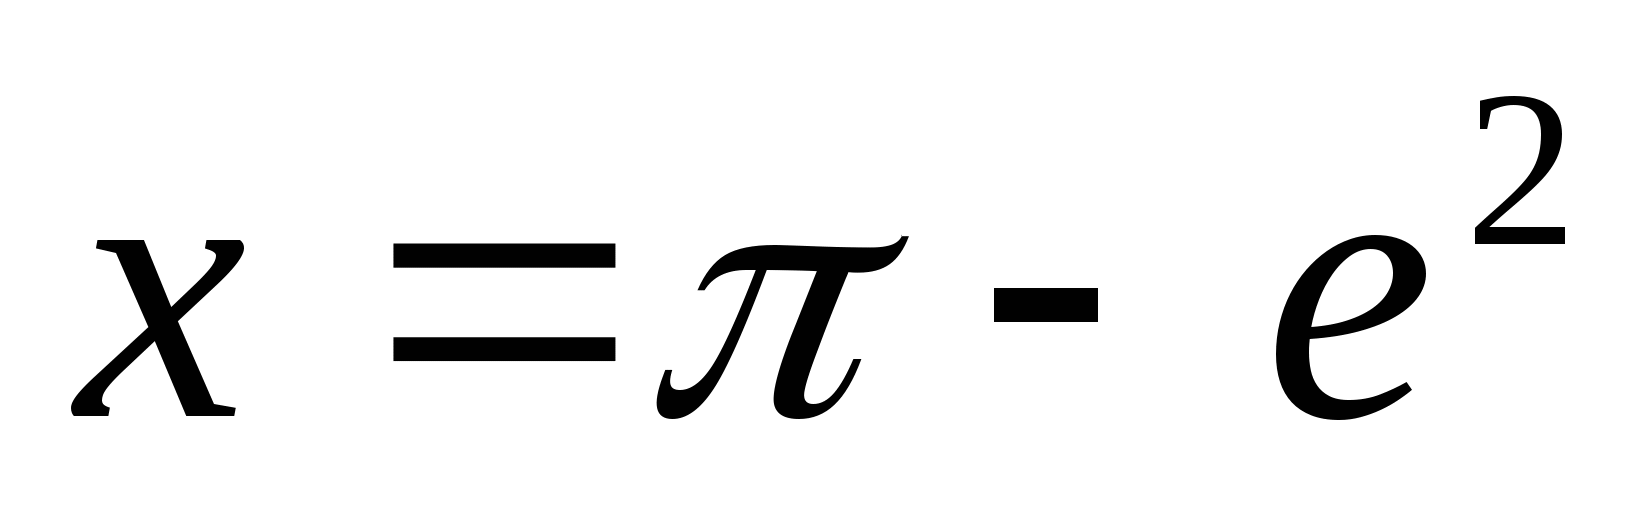 x = π - e²